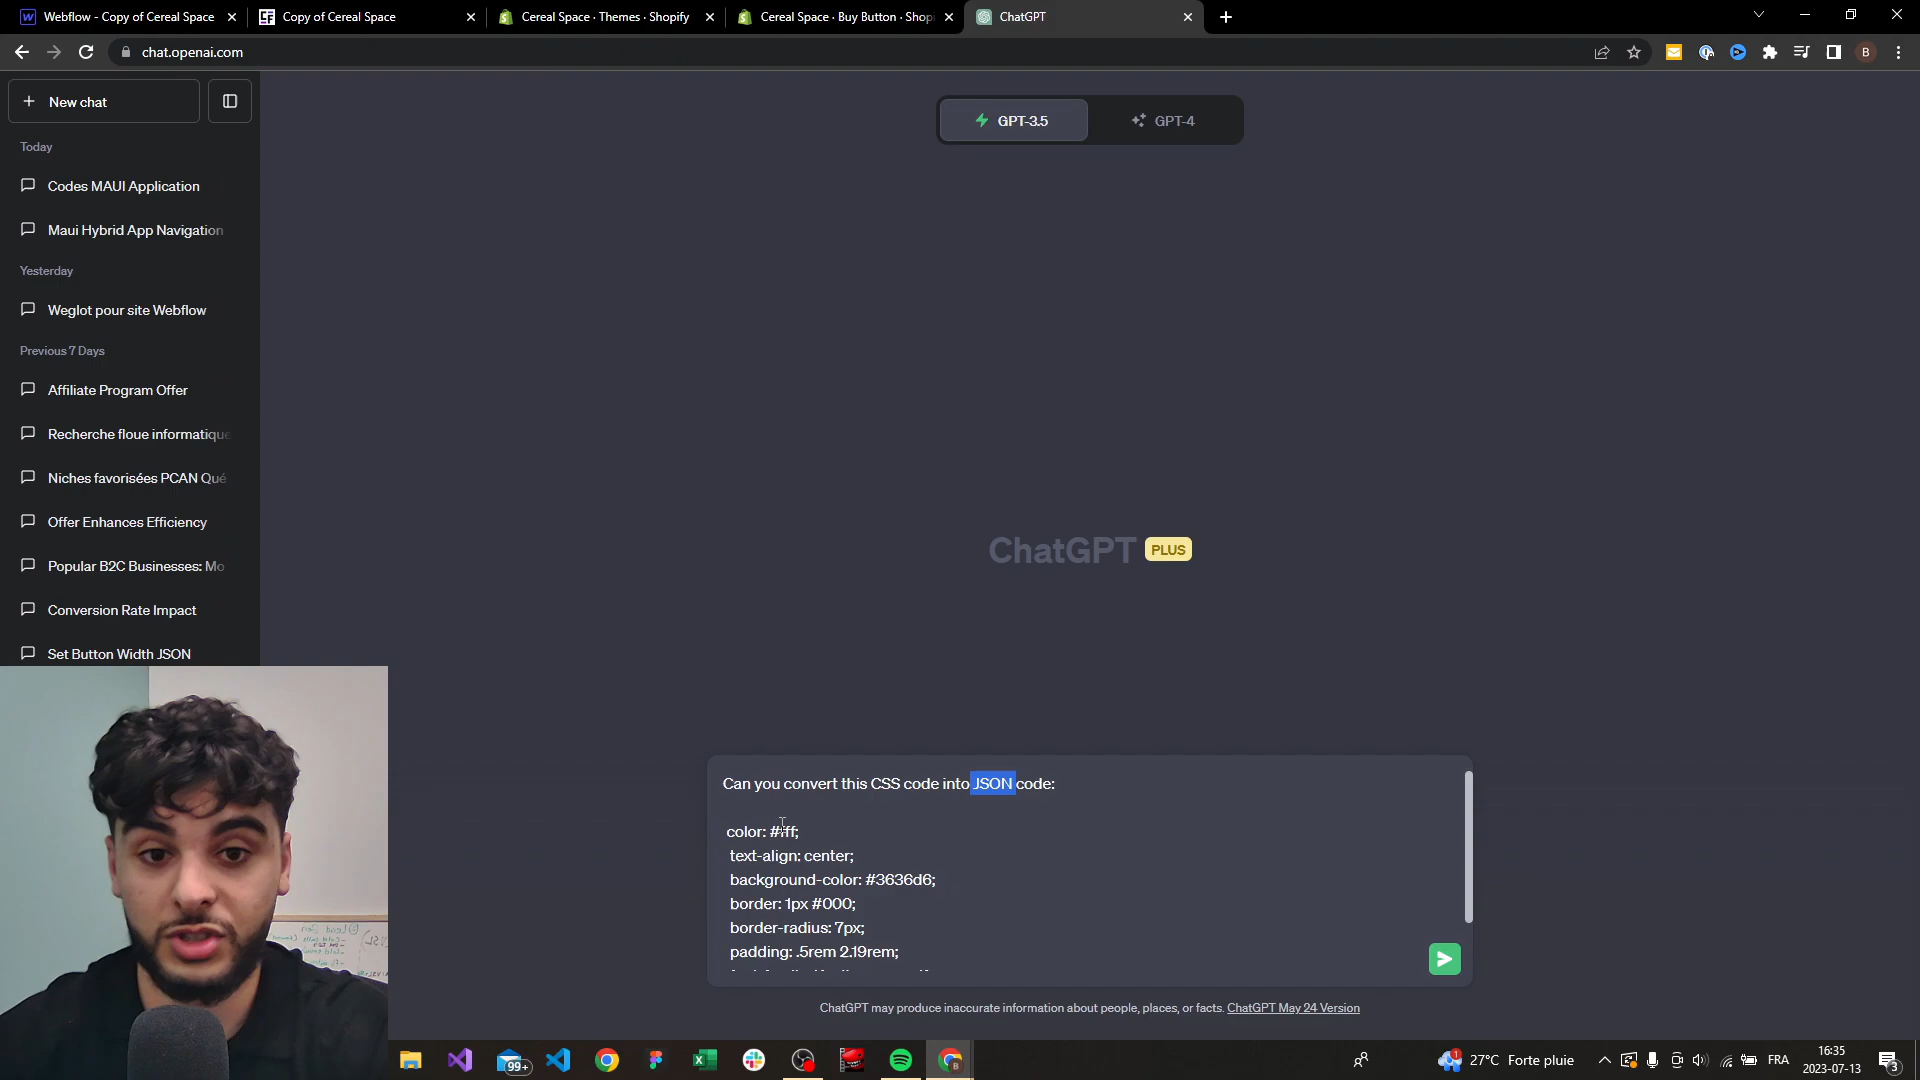 Webflow - Copy of Cereal Space
Copy of Cereal Space
Cereal Space · Themes · Shopify
Cereal Space · Buy Button · Shopi
ChatGPT
chat.openai.com
B
New chat
GPT-3.5
GPT-4
Today
Codes MAUI Application
Maui Hybrid App Navigation
Yesterday
Weglot pour site Webflow
Previous 7 Days
Affiliate Program Offer
Recherche floue informatique
Niches favorisées PCAN Qué
Offer Enhances Efficiency
Popular B2C Businesses: Mo
Conversion Rate Impact
Set Button Width JSON
ChatGPT PLUS
Can you convert this CSS code into JSON code:
color: #fff;
text-align: center;
background-color: #3636d6;
border: 1px #000;
border-radius: 7px;
padding: .5rem 2.19rem;
ChatGPT may produce inaccurate information about people, places, or facts. ChatGPT May 24 Version
99+
27°C Forte pluie
FRA
16:35
2023-07-13
3